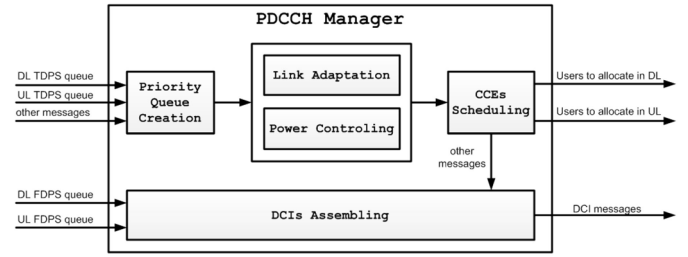 PDCCH Manager
DL TDPS queue
UL TDPS queue
other messages
Priority
Queue
Creation
Link Adaptation
Power Controling
CCEs
Scheduling
Users to allocate in DL
Users to allocate in UL
other
messages
DL FDPS queue
UL FDPS queue
DCIs Assembling
DCI messages